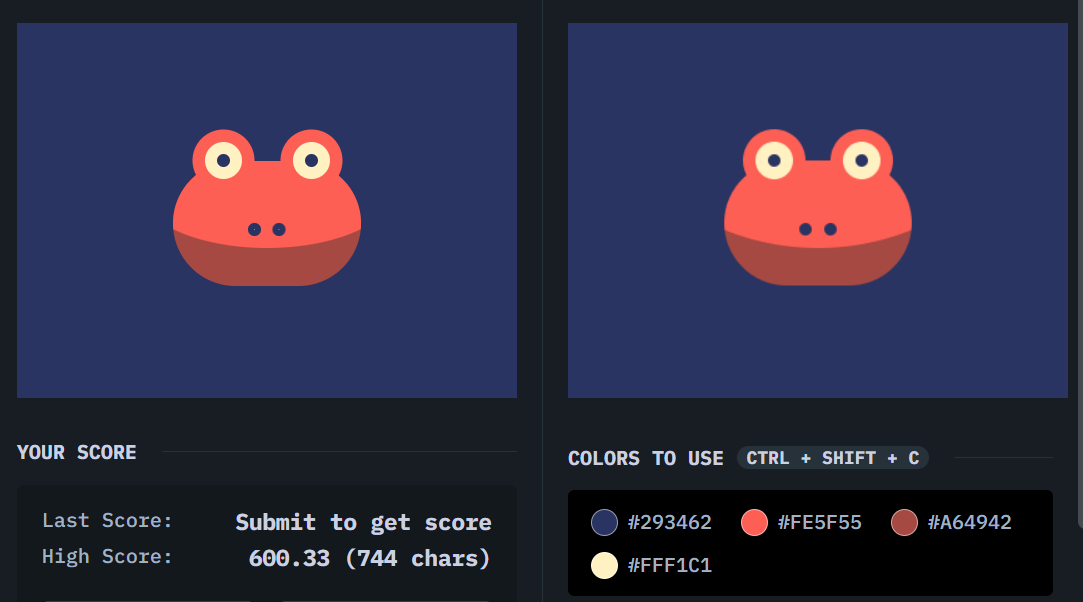 YOUR SCORE
Last Score: Submit to get score
High Score: 600.33 (744 chars)
COLORS TO USE CTRL + SHIFT + C
#293462 #FE5F55 #A64942
#FFF1C1